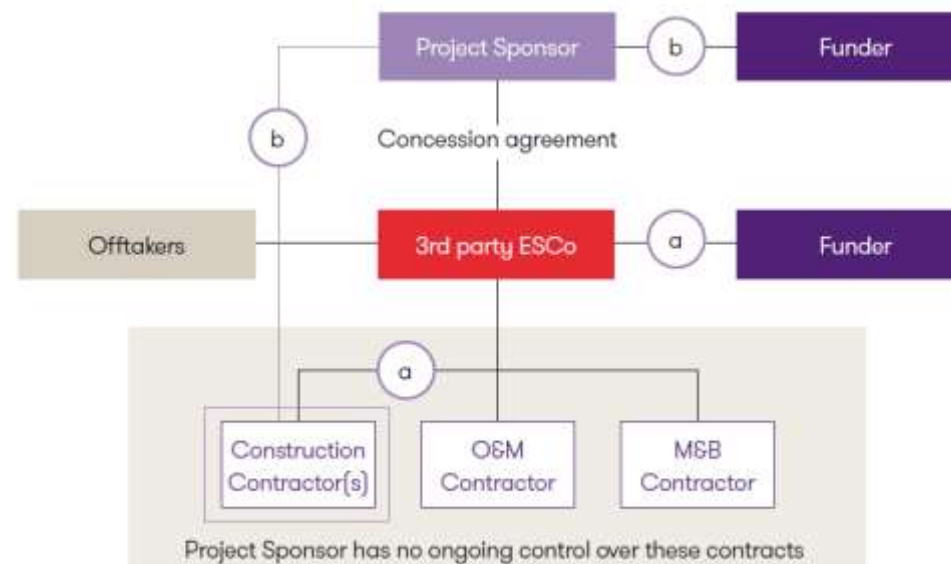 Project Sponsor
b
Funder
b
Concession agreement
Offtakers
3rd party ESCo
a
Funder
a
Construction
Contractor(s)
O&M
Contractor
M&B
Contractor
Project Sponsor has no ongoing control over these contracts